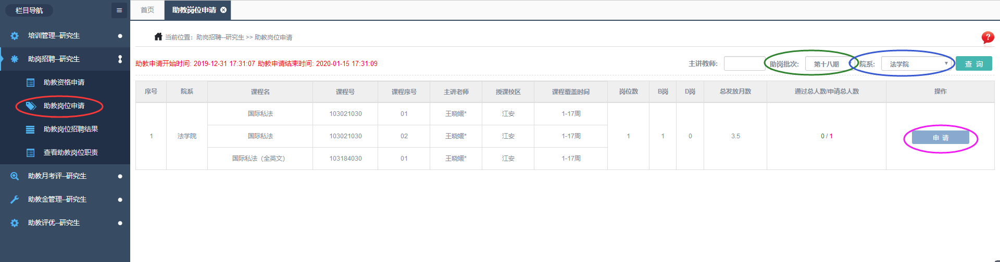 栏目导航
首页
助教岗位申请
培训管理--研究生
助岗招聘--研究生
助教资格申请
助教岗位申请
助教岗位招聘结果
查看助教岗位职责
助教月考评--研究生
助教金管理--研究生
助教评优--研究生
当前位置: 助岗招聘--研究生 >> 助教岗位申请
?
助教申请开始时间: 2019-12-31 17:31:07 助教申请结束时间: 2020-01-15 17:31:09
主讲教师: 助岗批次: 第十八期 院系: 法学院 查 询
序号 院系 课程名 课程号 课程序号 主讲老师 授课校区 课程覆盖时间 岗位数 B岗 D岗 总发放月数 通过总人数/申请总人数 操作
国际私法 103021030 01 王晓媛* 江安 1-17周
1 法学院 国际私法 103021030 02 王晓媛* 江安 1-17周 1 1 0 3.5 0 / 1 申 请
国际私法（全英文） 103184030 01 王晓媛* 江安 1-17周